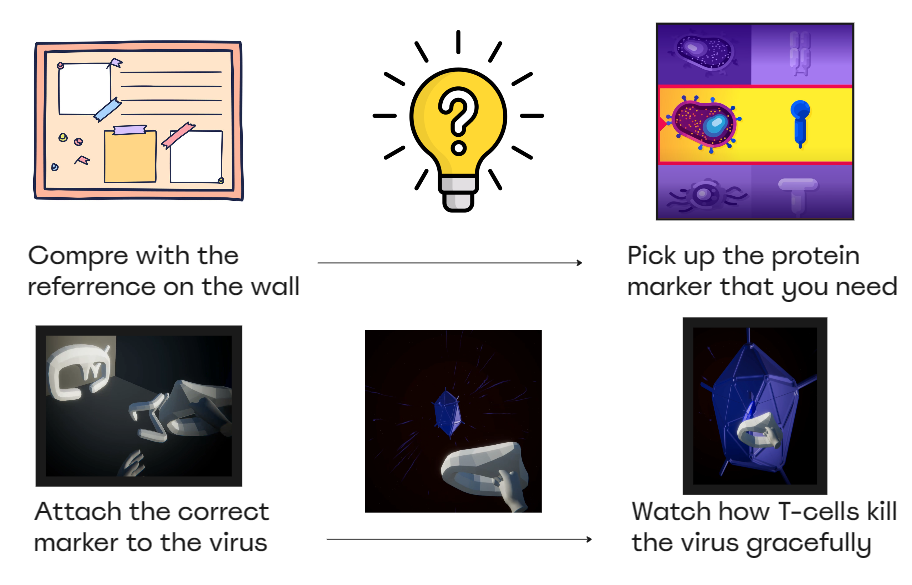 Compre with the
referrence on the wall
Pick up the protein
marker that you need
Attach the correct
marker to the virus
Watch how T-cells kill
the virus gracefully